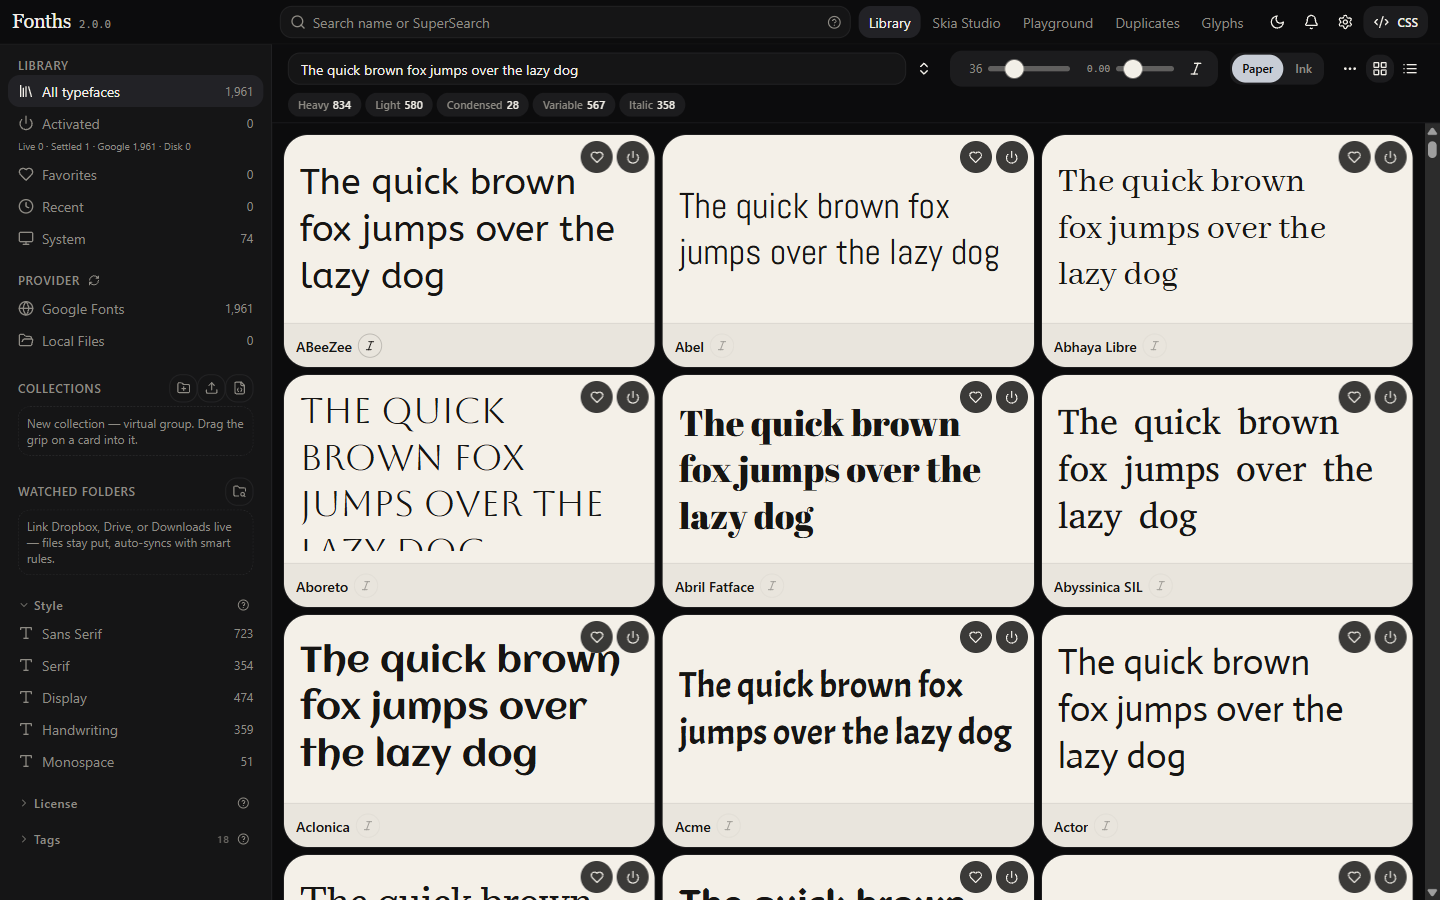 Fonths 2.0.0
Search name or SuperSearch
Library
Skia Studio
Playground
Duplicates
Glyphs
CSS
LIBRARY
All typefaces 1,961
Activated 0
Live 0 · Settled 1 · Google 1,961 · Disk 0
Favorites 0
Recent 0
System 74
PROVIDER
Google Fonts 1,961
Local Files 0
COLLECTIONS
New collection — virtual group. Drag the
grip on a card into it.
WATCHED FOLDERS
Link Dropbox, Drive, or Downloads live
— files stay put, auto-syncs with smart
rules.
Style
Sans Serif 723
Serif 354
Display 474
Handwriting 359
Monospace 51
License
Tags 18
The quick brown fox jumps over the lazy dog
36
0.00
I
Paper
Ink
Heavy 834
Light 580
Condensed 28
Variable 567
Italic 358
The quick brown
fox jumps over the
lazy dog
ABeeZee I
The quick brown fox
jumps over the lazy dog
Abel I
The quick brown
fox jumps over the
lazy dog
Abhaya Libre I
THE QUICK
BROWN FOX
JUMPS OVER THE
LAZY DOG
Aboreto I
The quick brown
fox jumps over the
lazy dog
Abril Fatface I
The quick brown
fox jumps over the
lazy dog
Abyssinica SIL I
The quick brown
fox jumps over
the lazy dog
Aclonica I
The quick brown fox
jumps over the lazy dog
Acme I
The quick brown
fox jumps over the
lazy dog
Actor I
The quick brown
The quick brown